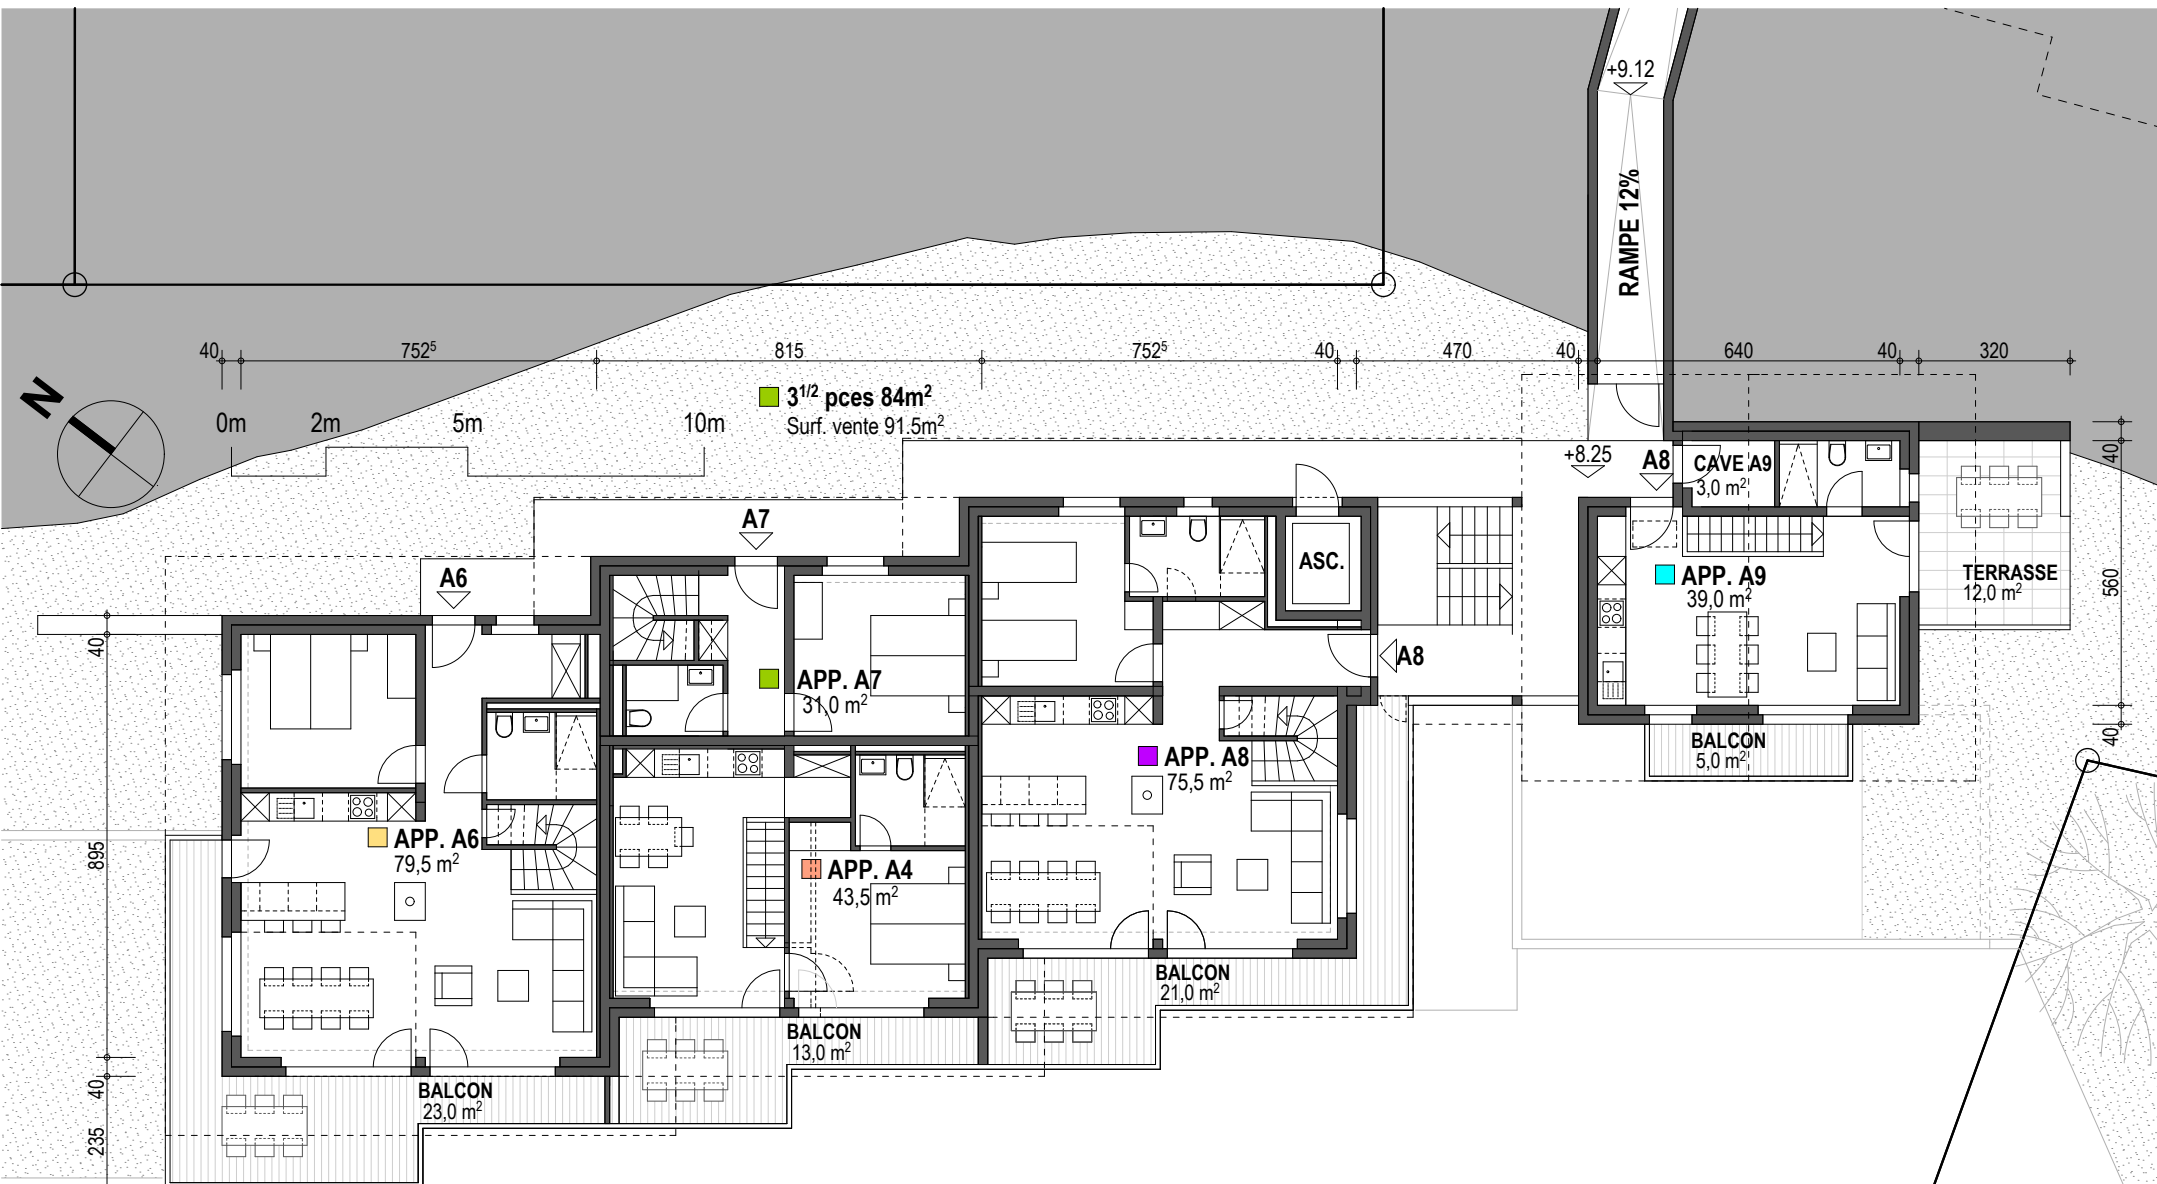 +9.12
RAMPE 12%
40
752⁵
815
752⁵
40
470
40
640
40
320
N
3¹/² pces 84m²
Surf. vente 91.5m²
0m
2m
5m
10m
+8.25
A8
CAVE A9
3,0 m²
40
A7
ASC.
A6
APP. A9
39,0 m²
TERRASSE
12,0 m²
560
40
A8
APP. A7
31,0 m²
BALCON
5,0 m²
40
APP. A8
75,5 m²
APP. A6
79,5 m²
895
APP. A4
43,5 m²
BALCON
21,0 m²
BALCON
13,0 m²
40
BALCON
23,0 m²
235